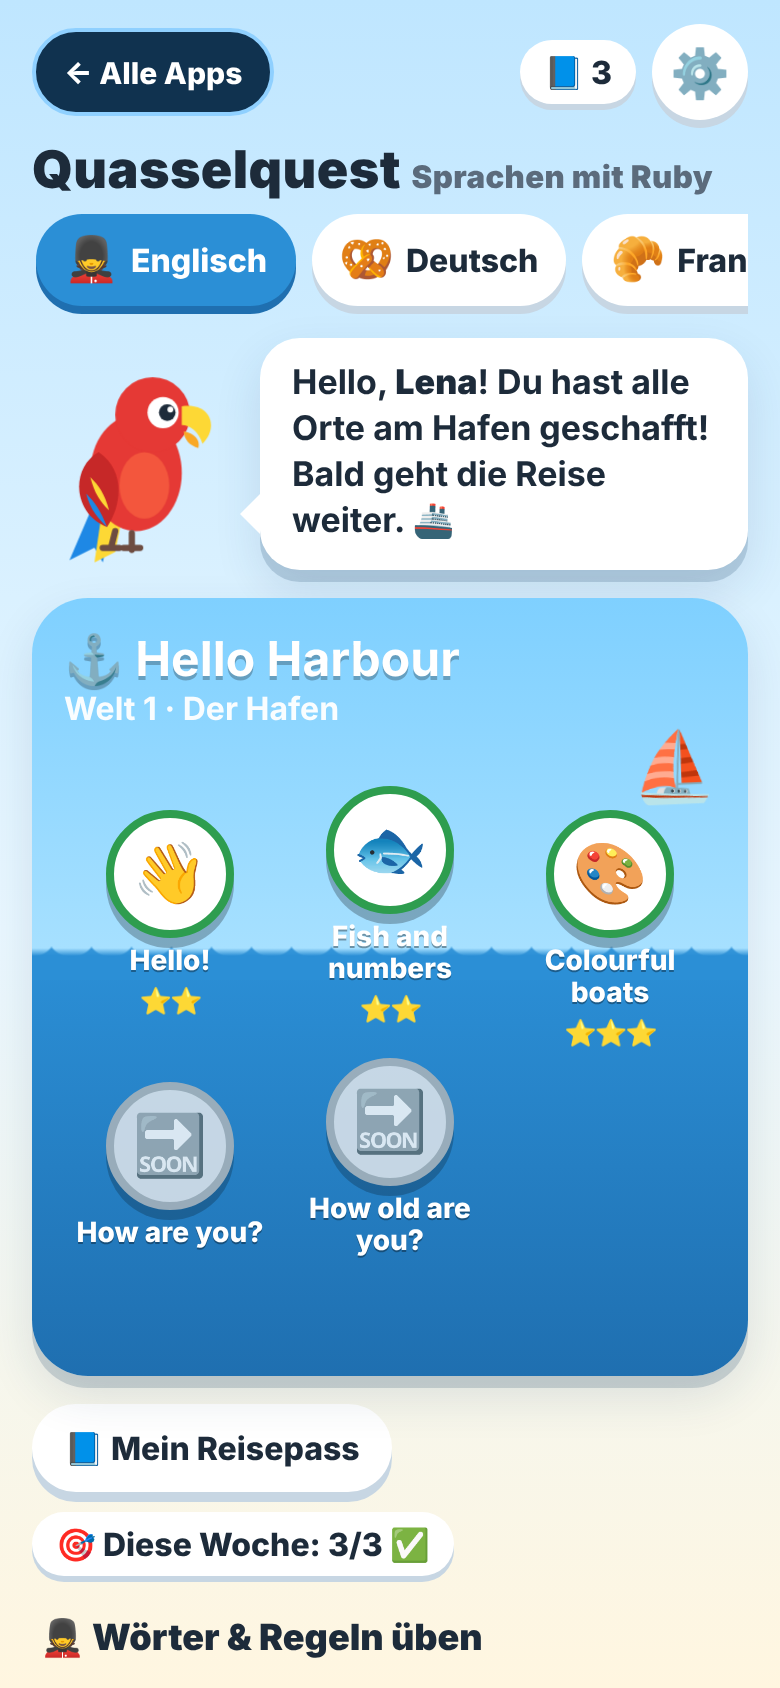 ← Alle Apps
3
Quasselquest Sprachen mit Ruby
Englisch
Deutsch
Fran
Hello, Lena! Du hast alle
Orte am Hafen geschafft!
Bald geht die Reise
weiter.
Hello Harbour
Welt 1 · Der Hafen
Hello!
Fish and
numbers
Colourful
boats
SOON
How are you?
SOON
How old are
you?
Mein Reisepass
Diese Woche: 3/3
Wörter & Regeln üben